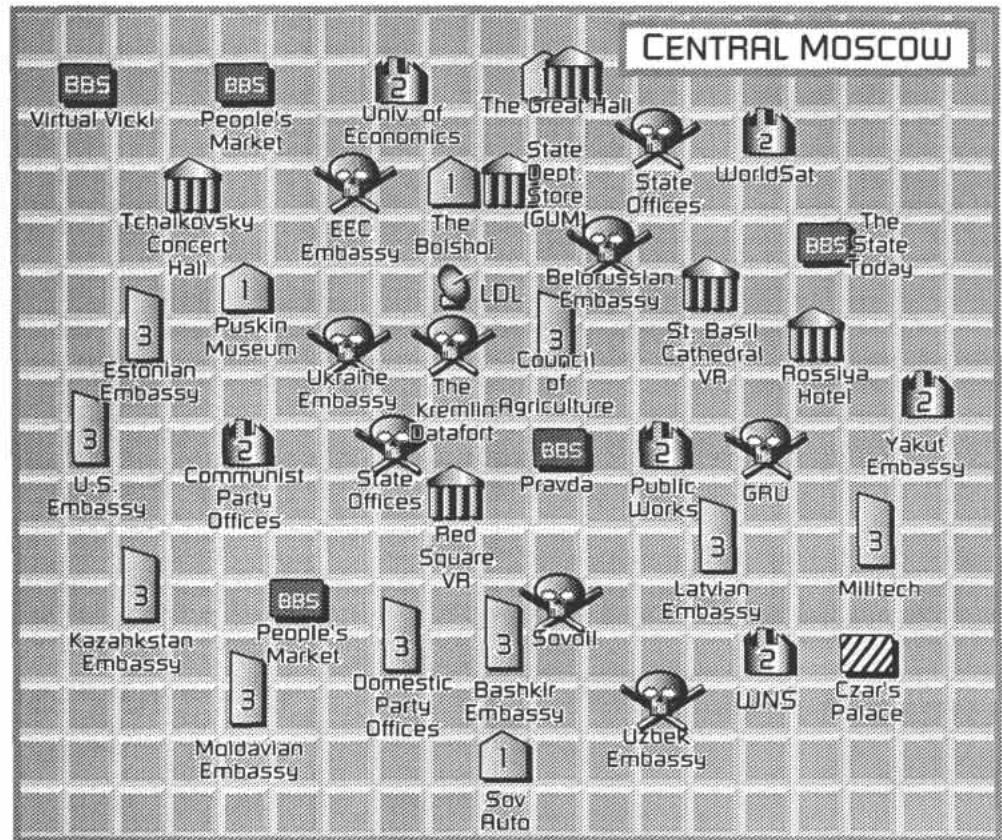 CENTRAL MOSCOW
BBS
Virtual Vicki
BBS
People's
Market
2
Univ. of
Economics
1
The Great Hall
State
Offices
2
WorldSat
Tchaikovsky
Concert
Hall
EEC
Embassy
1
The
Bolshoi
State
Dept.
Store
(GUM)
Belorussian
Embassy
BBS
The
State
Today
3
Estonian
Embassy
1
Puskin
Museum
Ukraine
Embassy
LDL
The
Kremlin
Datafort
3
Council
of
Agriculture
St. Basil
Cathedral
VR
Rossiya
Hotel
2
Yakut
Embassy
3
U.S.
Embassy
2
Communist
Party
Offices
State
Offices
Red
Square
VR
BBS
Pravda
2
Public
Works
GRU
3
Latvian
Embassy
3
Militech
3
Kazahkstan
Embassy
BBS
People's
Market
3
Moldavian
Embassy
3
Domestic
Party
Offices
3
Bashkir
Embassy
Sovoil
Uzbek
Embassy
2
WNS
Czar's
Palace
1
Sov
Auto